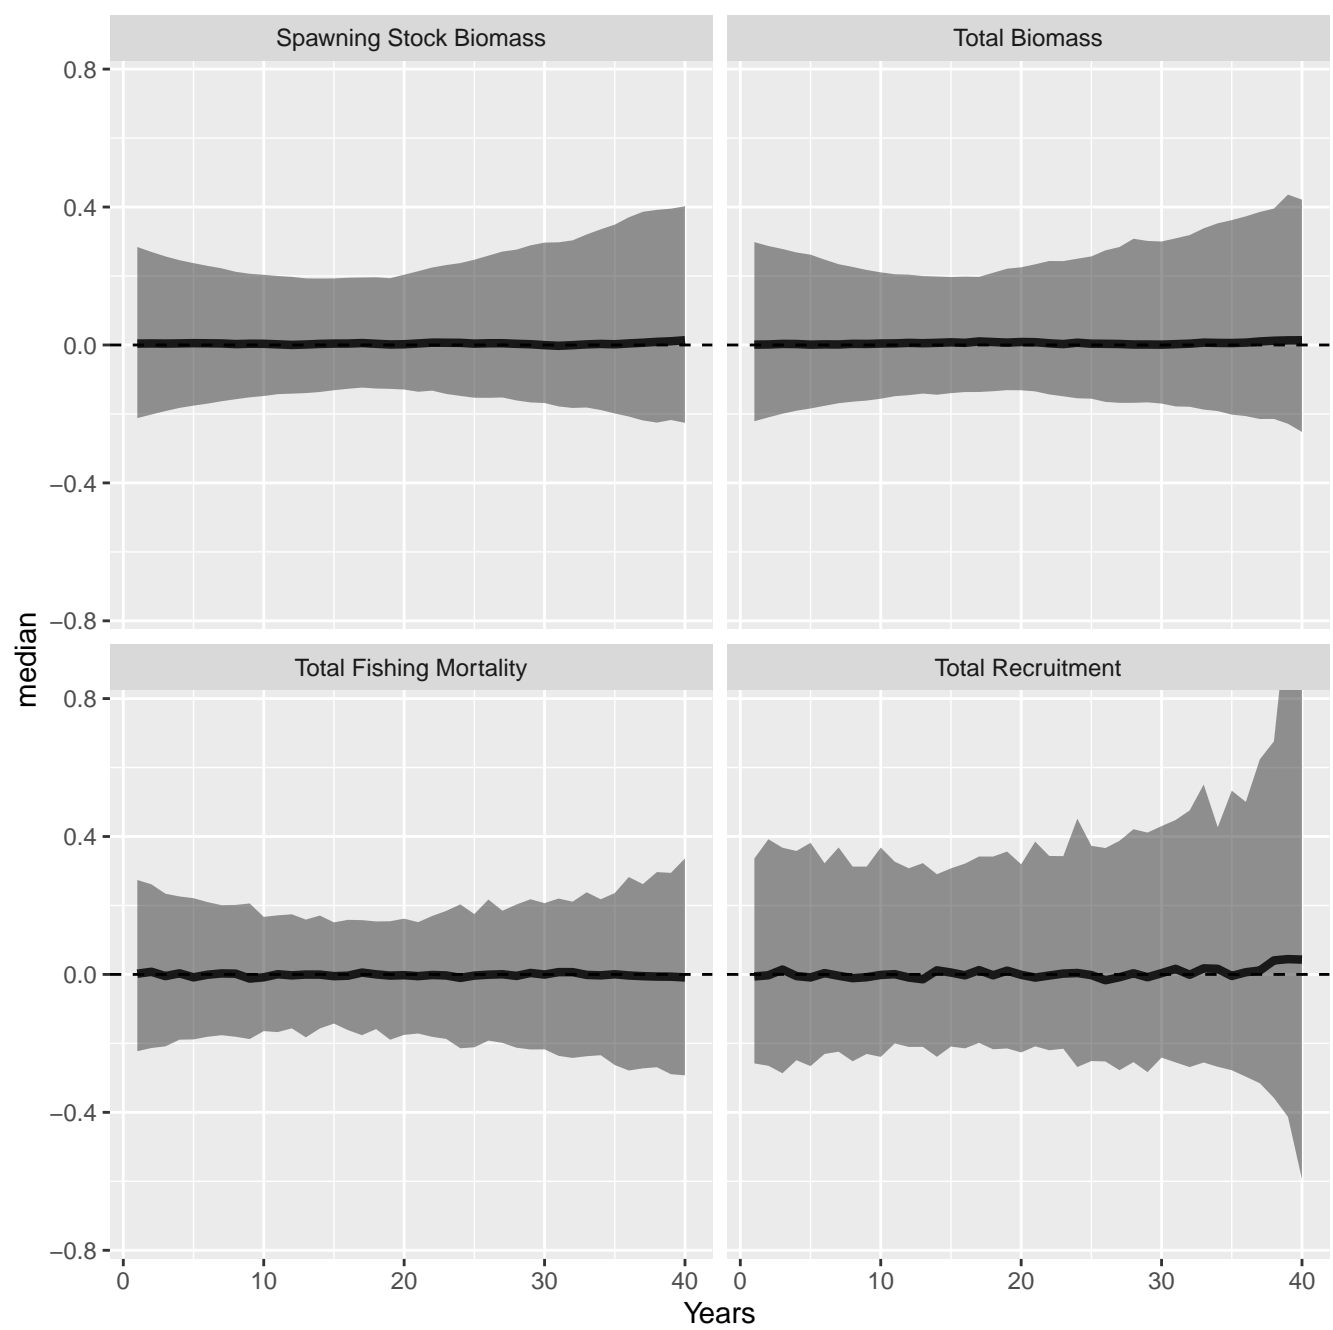 Spawning Stock Biomass
Total Biomass
0.8
0.4
0.0
−0.4
−0.8
median
Total Fishing Mortality
Total Recruitment
0.8
0.4
0.0
−0.4
−0.8
0 10 20 30 40
0 10 20 30 40
Years